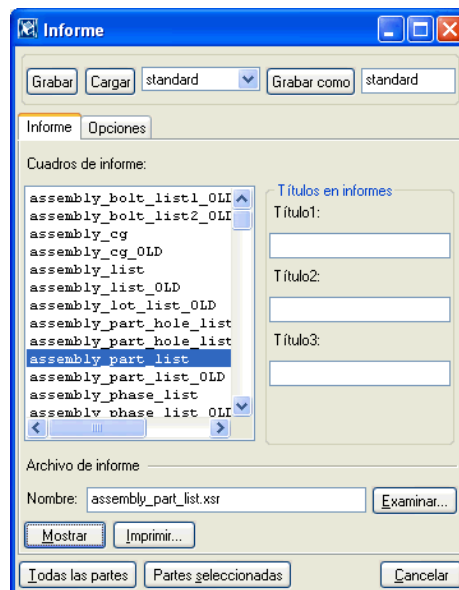 Informe
Grabar Cargar standard Grabar como standard
Informe Opciones
Cuadros de informe:
assembly_bolt_list1_OLD
assembly_bolt_list2_OLD
assembly_cg
assembly_cg_OLD
assembly_list
assembly_list_OLD
assembly_lot_list_OLD
assembly_part_hole_list
assembly_part_hole_list
assembly_part_list
assembly_part_list_OLD
assembly_phase_list
assembly_phase_list_OLD
Títulos en informes
Título1:
Título2:
Título3:
Archivo de informe
Nombre: assembly_part_list.xsr Examinar...
Mostrar Imprimir...
Todas las partes Partes seleccionadas Cancelar